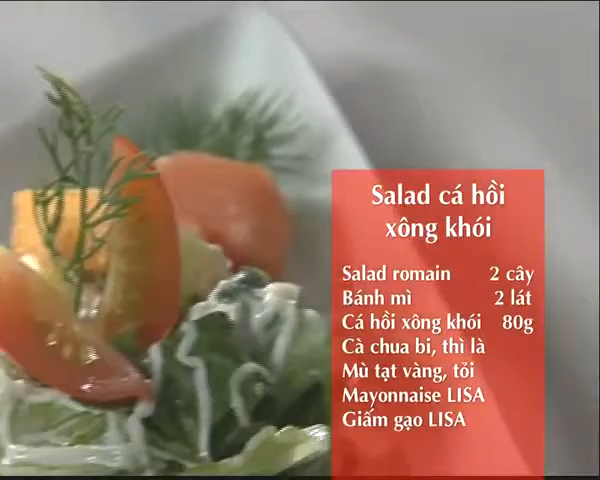 Salad cá hồi
xông khói
Salad romain 2 cây
Bánh mì 2 lát
Cá hồi xông khói 80g
Cà chua bi, thì là
Mù tạt vàng, tỏi
Mayonnaise LISA
Giấm gạo LISA